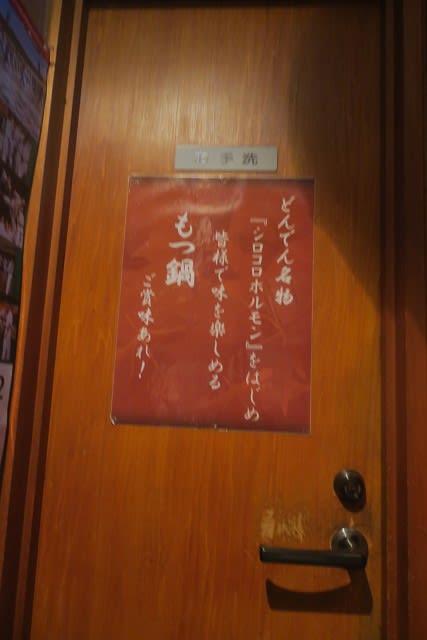 お手洗
どんでん名物
『シロコロホルモン』をはじめ
皆様で味を楽しめる
もつ鍋
ご賞味あれ!